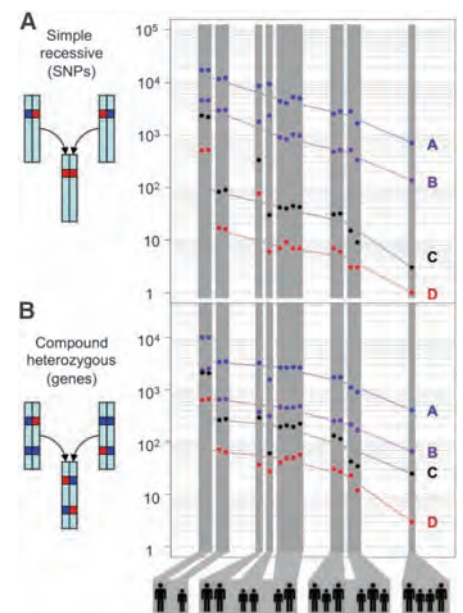 A
Simple
recessive
(SNPs)
10⁵
10⁴
10³
10²
10
1
A
B
C
D
B
Compound
heterozygous
(genes)
10⁴
10³
10²
10
1
A
B
C
D